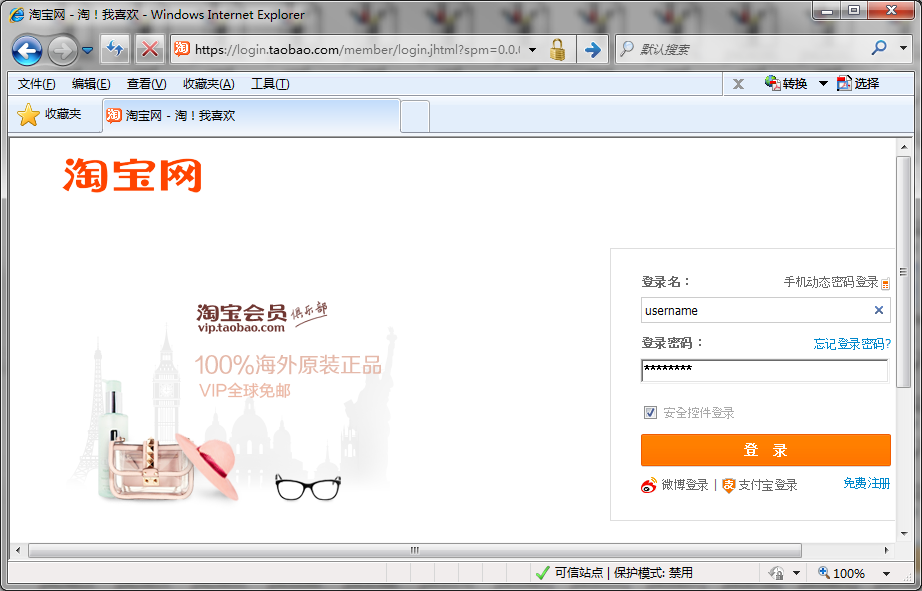 淘宝网 - 淘！我喜欢 - Windows Internet Explorer
淘 https://login.taobao.com/member/login.jhtml?spm=0.0.0 默认搜索
文件(F) 编辑(E) 查看(V) 收藏夹(A) 工具(T) X 转换 选择
收藏夹 淘 淘宝网 - 淘！我喜欢
淘宝网
登录名： 手机动态密码登录
username ×
登录密码： 忘记登录密码?
********
安全控件登录
登 录
微博登录 | 支 支付宝登录 免费注册
淘宝会员 俱乐部
vip.taobao.com
100%海外原装正品
VIP全球免邮
可信站点 | 保护模式: 禁用 100%